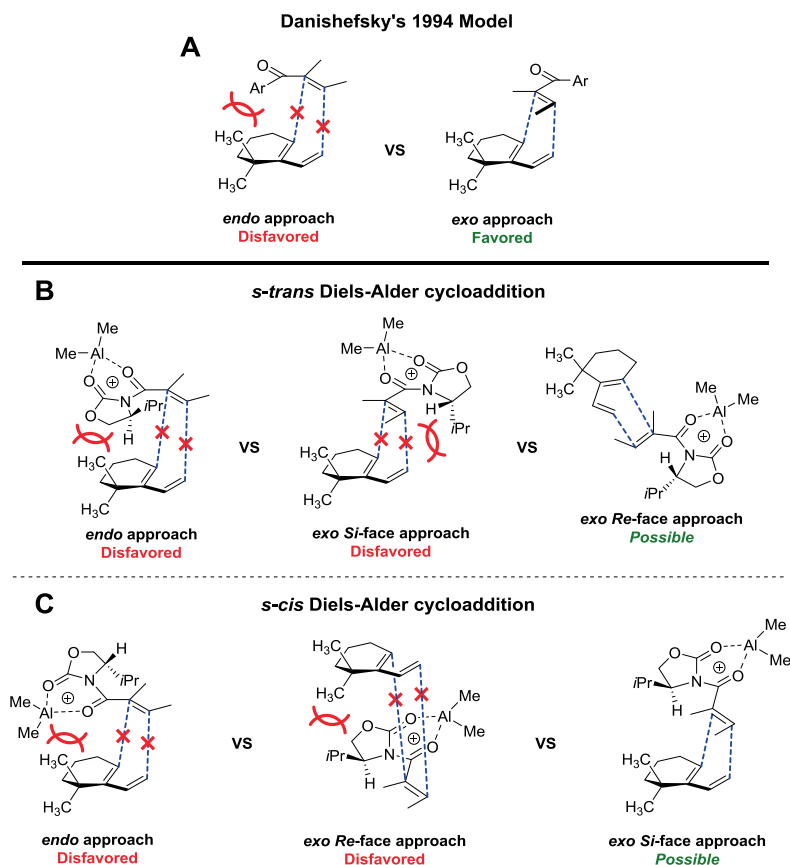 Danishefsky's 1994 Model
A
O
Ar
H₃C
H₃C
endo approach
Disfavored
VS
O
Ar
H₃C
H₃C
exo approach
Favored
B
s-trans Diels-Alder cycloaddition
Me
Me Al
O
O
⊕
N
O
iPr
H
H₃C
H₃C
endo approach
Disfavored
VS
Me
Me Al
O
O
O
⊕
N
H
iPr
H₃C
H₃C
exo Si-face approach
Disfavored
VS
H₃C
H₃C
Me
Al Me
O
O
⊕
H
N
iPr
O
exo Re-face approach
Possible
C
s-cis Diels-Alder cycloaddition
H
O
iPr
O
N
⊕
Me
Al
O
Me
H₃C
H₃C
endo approach
Disfavored
VS
H₃C
H₃C
Me
O
O
Al
Me
⊕
O
N
iPr
H
exo Re-face approach
Disfavored
VS
Me
O
O
Al
Me
⊕
N
O
iPr
H
H₃C
H₃C
exo Si-face approach
Possible